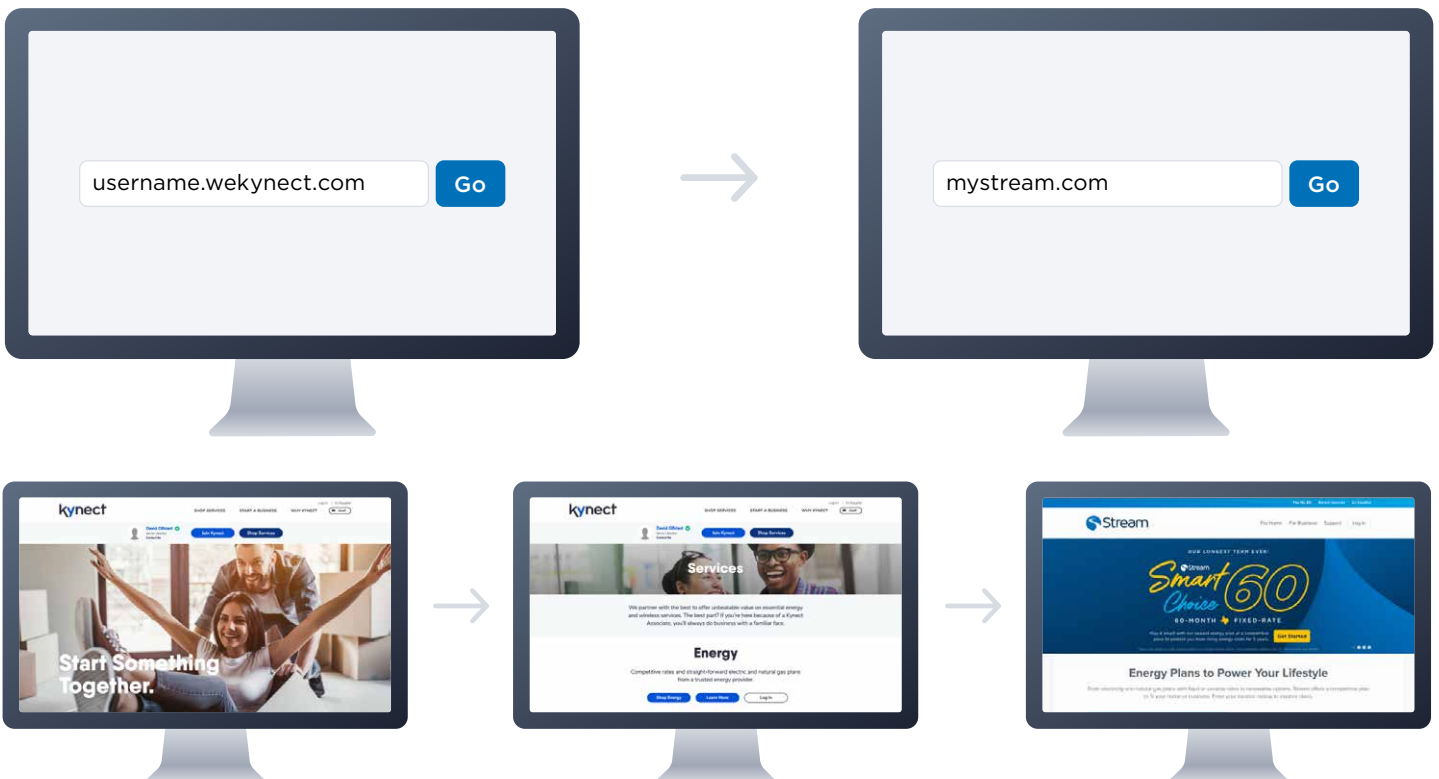 username.wekynect.com
Go
mystream.com
Go
kynect
SHOP SERVICES START A BUSINESS WHY KYNECT
David
Join Kynect
Shop Services
Start Something
Together.
kynect
SHOP SERVICES START A BUSINESS WHY KYNECT
David
Join Kynect
Shop Services
Services
We partner with the best to offer unbeatable value on essential energy
and wireless services. The best part? If you're here because of a Kynect
Associate, you'll always do business with a familiar face.
Energy
Competitive rates and straight-forward electric and natural gas plans
from a trusted energy provider.
Shop Energy
Learn More
Log In
Stream
For Home For Business Support Log In
OUR LONGEST TERM EVER!
Stream
Smart
Choice
60
60-MONTH FIXED-RATE
Get Started
Energy Plans to Power Your Lifestyle